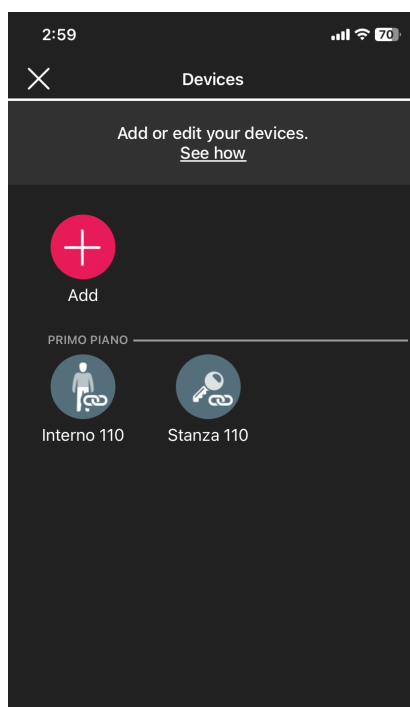 2:59
70
Devices
Add or edit your devices.
See how
Add
PRIMO PIANO
Interno 110
Stanza 110